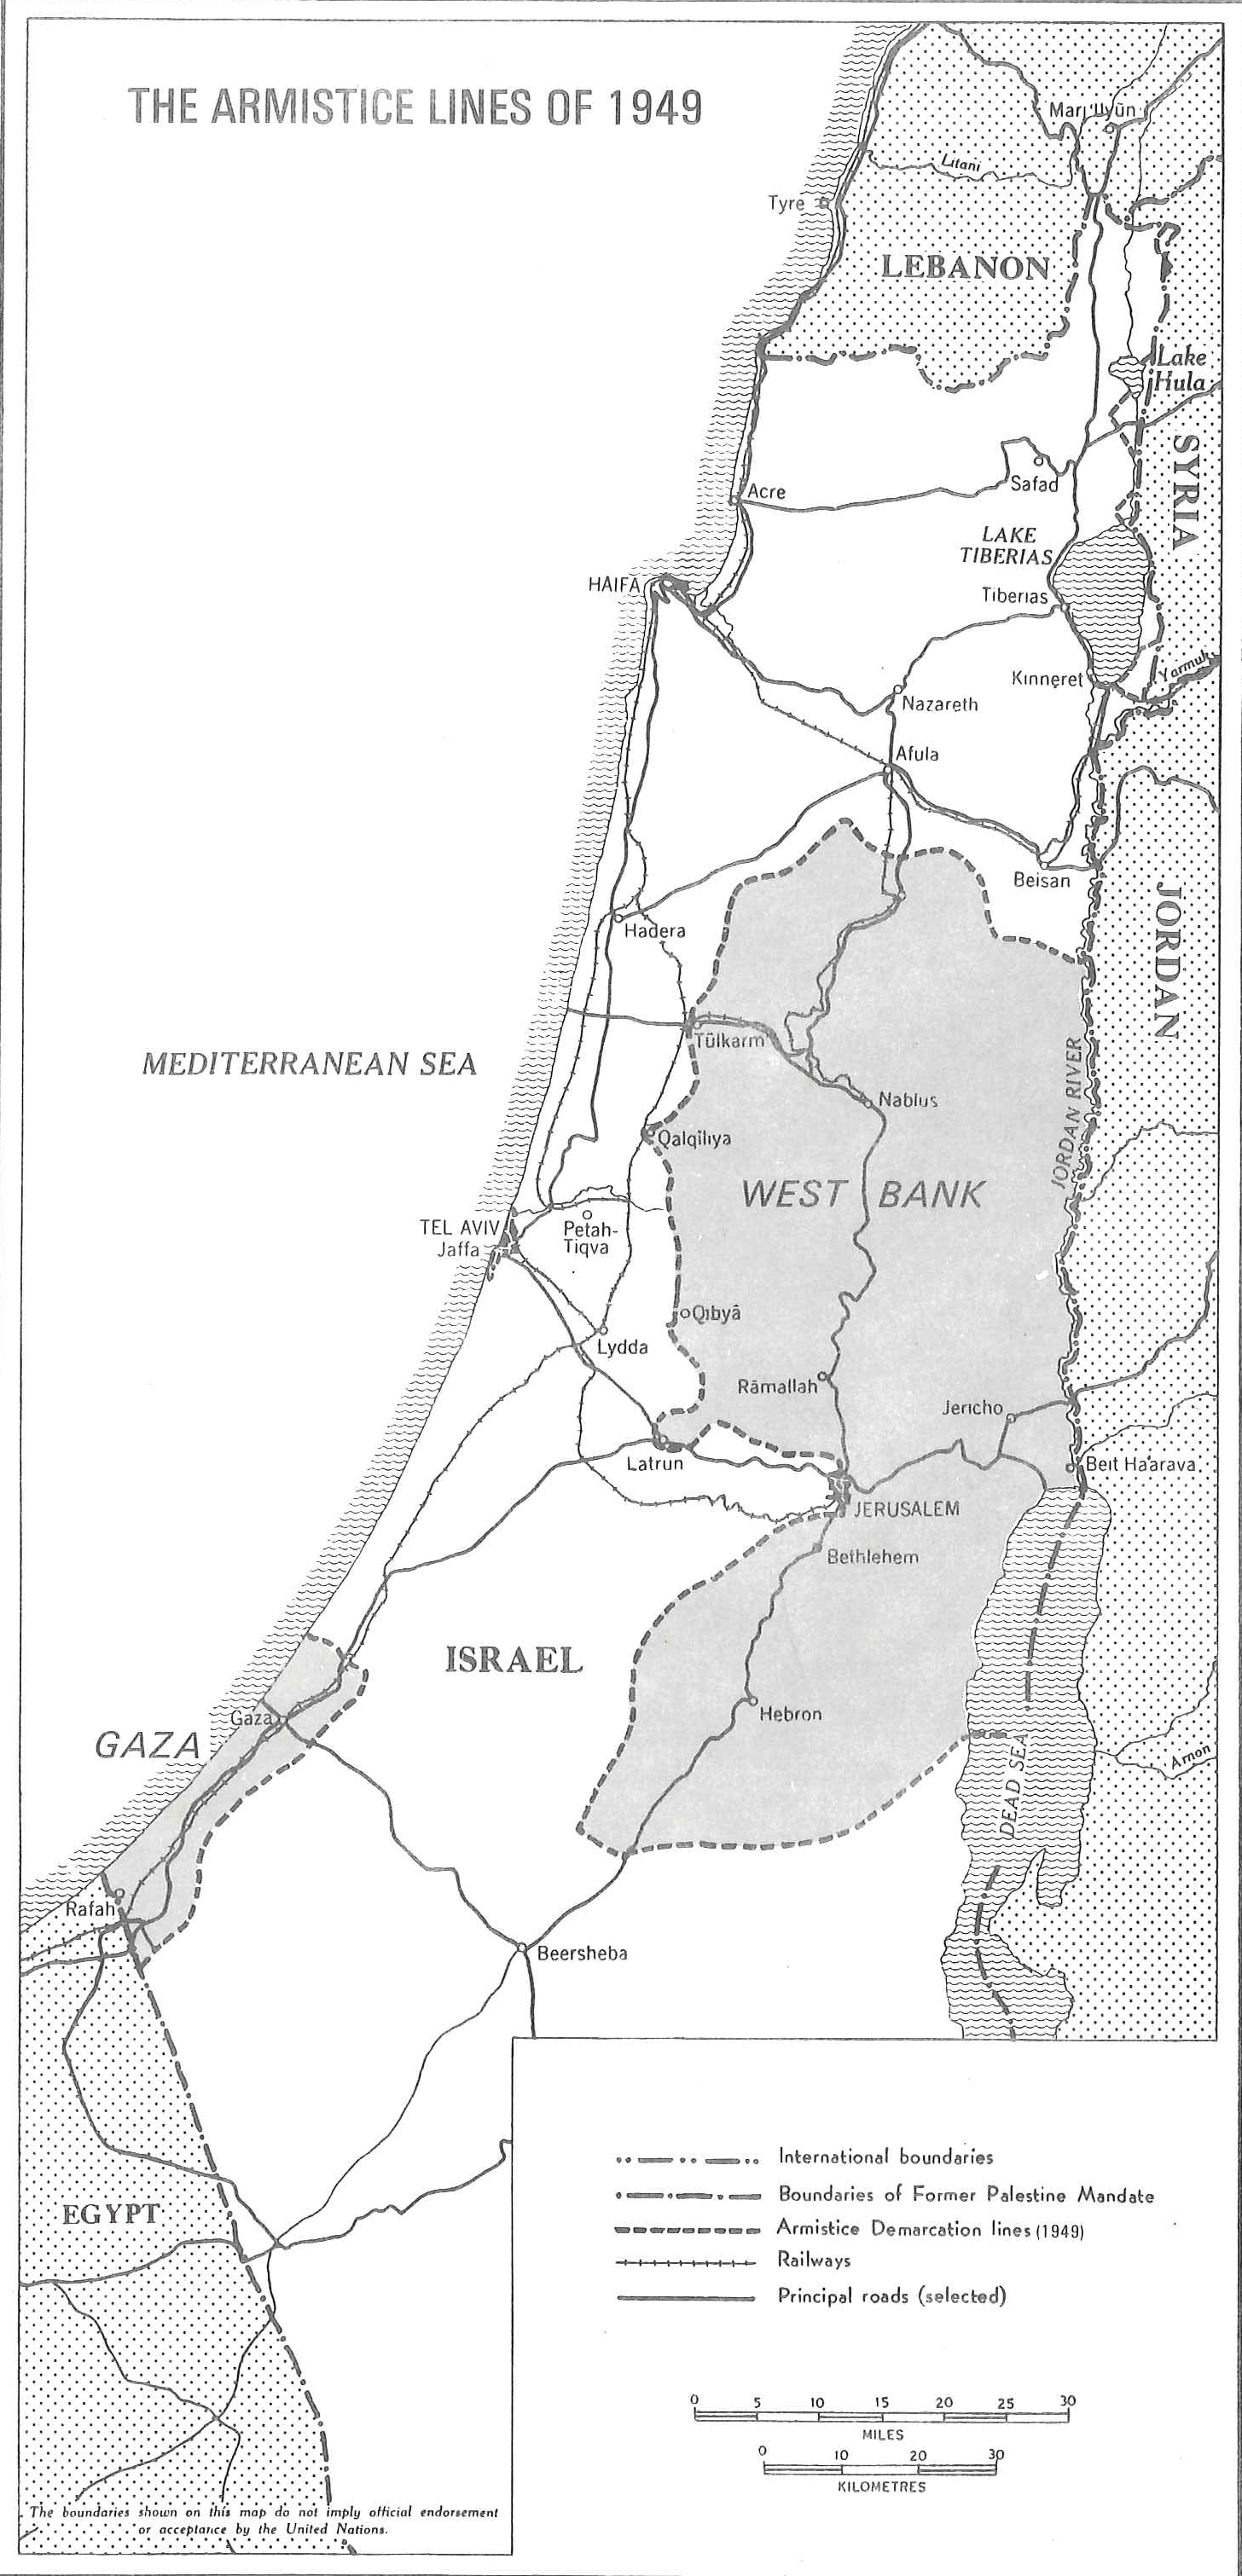 THE ARMISTICE LINES OF 1949
Marj 'Uyūn
Litani
Tyre
LEBANON
Lake
Hula
SYRIA
Safad
Acre
LAKE
TIBERIAS
HAIFA
Tiberias
Yarmuk
Kinneret
Nazareth
Afula
Beisan
JORDAN
Hadera
MEDITERRANEAN SEA
Tūlkarm
JORDAN RIVER
Nablus
Qalqīliya
WEST BANK
TEL AVIV
Jaffa
Petah-
Tiqva
Qibyā
Lydda
Rāmallah
Jericho
Latrun
Beit Ha'arava
JERUSALEM
Bethlehem
ISRAEL
Hebron
Gaza
GAZA
DEAD SEA
Arnon
Rafah
Beersheba
EGYPT
International boundaries
Boundaries of Former Palestine Mandate
Armistice Demarcation lines (1949)
Railways
Principal roads (selected)
0 5 10 15 20 25 30
MILES
0 10 20 30
KILOMETRES
The boundaries shown on this map do not imply official endorsement
or acceptance by the United Nations.